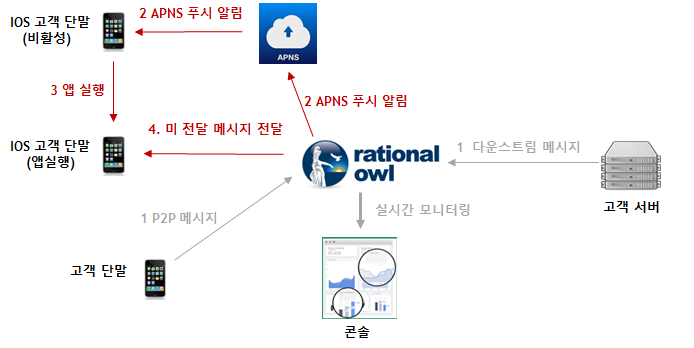 IOS 고객 단말
(비활성)
2 APNS 푸시 알림
APNS
3 앱 실행
2 APNS 푸시 알림
IOS 고객 단말
(앱실행)
4. 미 전달 메시지 전달
rational
owl
1 다운스트림 메시지
고객 서버
1 P2P 메시지
실시간 모니터링
고객 단말
콘솔